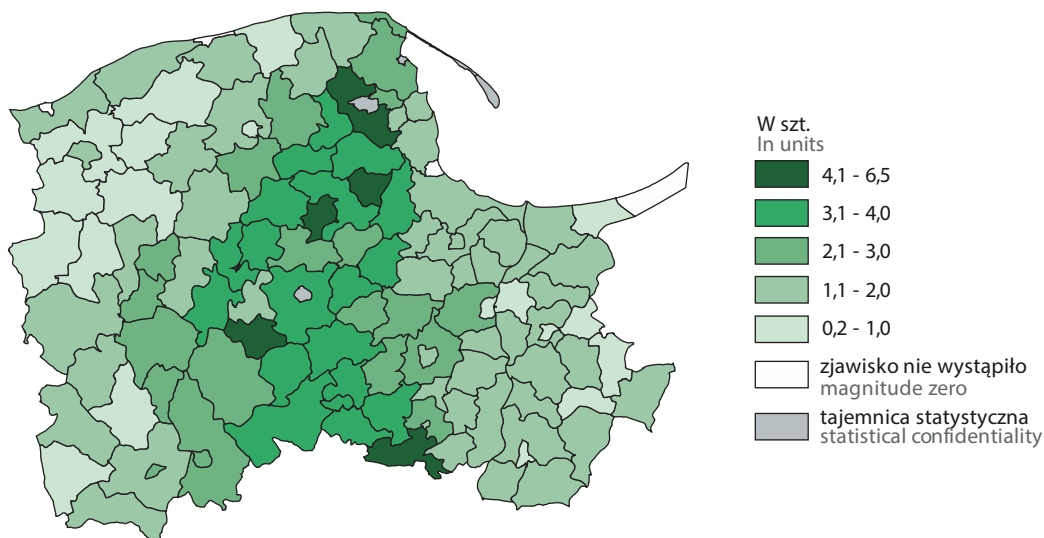 W szt.
In units
4,1 - 6,5
3,1 - 4,0
2,1 - 3,0
1,1 - 2,0
0,2 - 1,0
zjawisko nie wystąpiło
magnitude zero
tajemnica statystyczna
statistical confidentiality